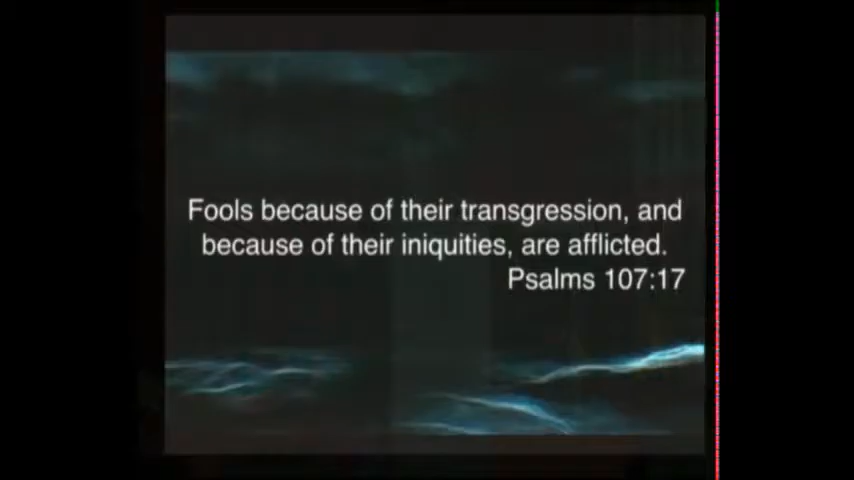 Fools because of their transgression, and
because of their iniquities, are afflicted.
Psalms 107:17